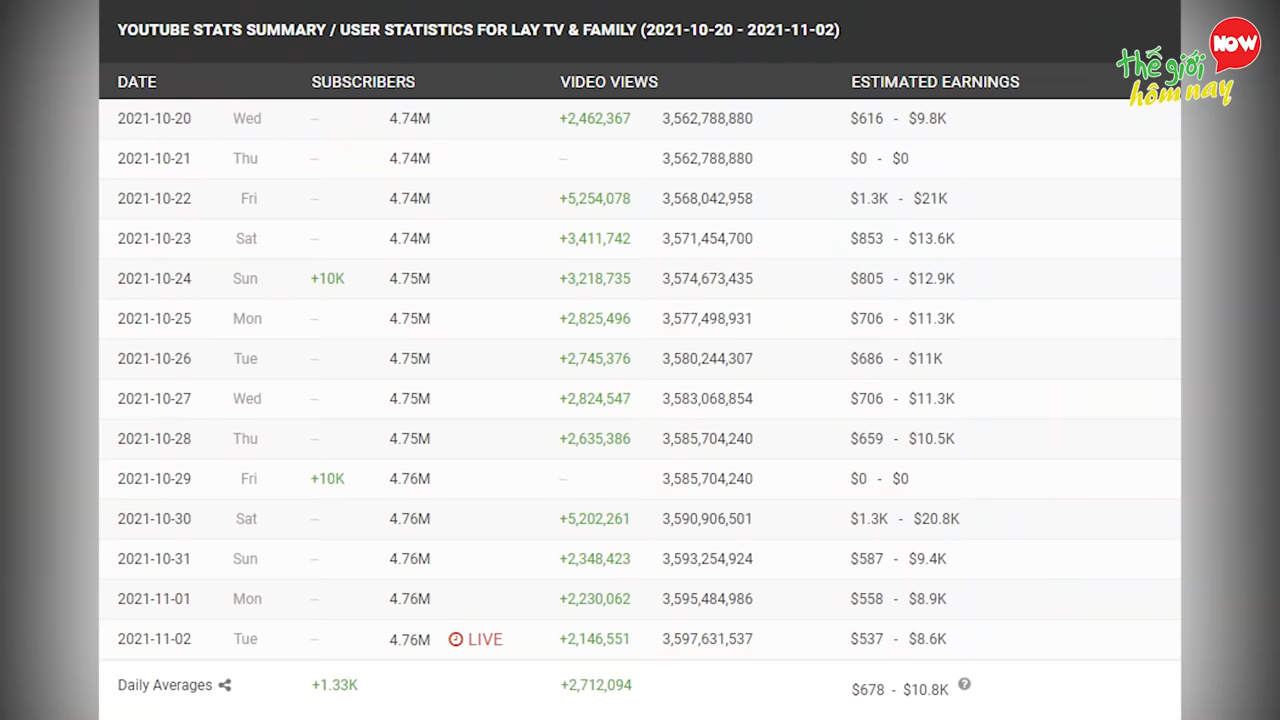 YOUTUBE STATS SUMMARY / USER STATISTICS FOR LAY TV & FAMILY (2021-10-20 - 2021-11-02)
NOW
thế giới
hôm nay
DATE SUBSCRIBERS VIDEO VIEWS ESTIMATED EARNINGS
2021-10-20 Wed -- 4.74M +2,462,367 3,562,788,880 $616 - $9.8K
2021-10-21 Thu -- 4.74M -- 3,562,788,880 $0 - $0
2021-10-22 Fri -- 4.74M +5,254,078 3,568,042,958 $1.3K - $21K
2021-10-23 Sat -- 4.74M +3,411,742 3,571,454,700 $853 - $13.6K
2021-10-24 Sun +10K 4.75M +3,218,735 3,574,673,435 $805 - $12.9K
2021-10-25 Mon -- 4.75M +2,825,496 3,577,498,931 $706 - $11.3K
2021-10-26 Tue -- 4.75M +2,745,376 3,580,244,307 $686 - $11K
2021-10-27 Wed -- 4.75M +2,824,547 3,583,068,854 $706 - $11.3K
2021-10-28 Thu -- 4.75M +2,635,386 3,585,704,240 $659 - $10.5K
2021-10-29 Fri +10K 4.76M -- 3,585,704,240 $0 - $0
2021-10-30 Sat -- 4.76M +5,202,261 3,590,906,501 $1.3K - $20.8K
2021-10-31 Sun -- 4.76M +2,348,423 3,593,254,924 $587 - $9.4K
2021-11-01 Mon -- 4.76M +2,230,062 3,595,484,986 $558 - $8.9K
2021-11-02 Tue -- 4.76M LIVE +2,146,551 3,597,631,537 $537 - $8.6K
Daily Averages +1.33K +2,712,094 $678 - $10.8K ?